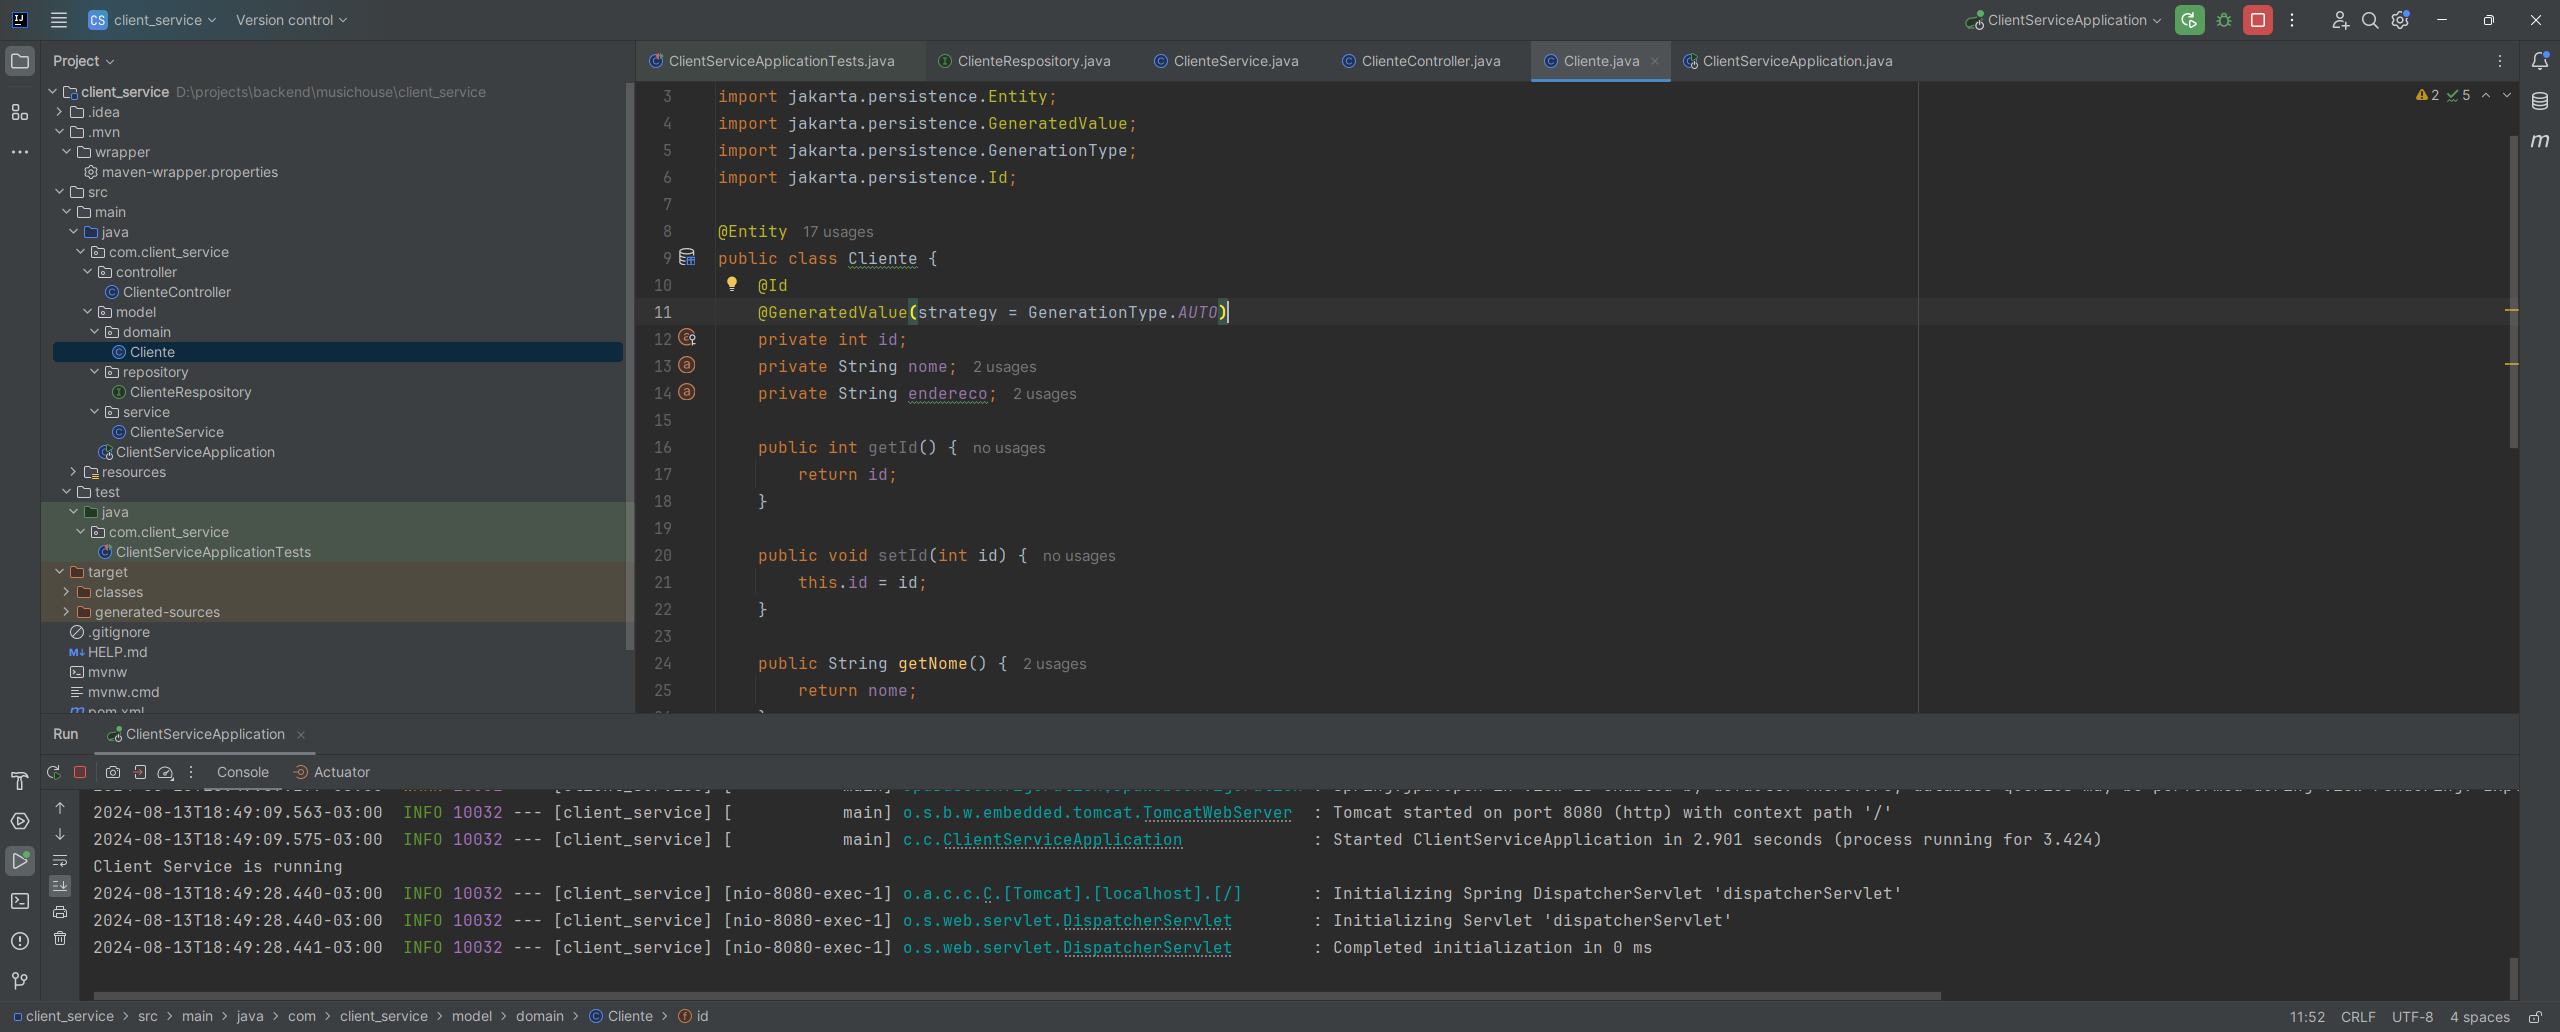 CS client_service Version control ClientServiceApplication
Project
ClientServiceApplicationTests.java ClienteRespository.java ClienteService.java ClienteController.java Cliente.java ClientServiceApplication.java
client_service D:\projects\backend\musichouse\client_service
.idea
.mvn
wrapper
maven-wrapper.properties
src
main
java
com.client_service
controller
ClienteController
model
domain
Cliente
repository
ClienteRespository
service
ClienteService
ClientServiceApplication
resources
test
java
com.client_service
ClientServiceApplicationTests
target
classes
generated-sources
.gitignore
HELP.md
mvnw
mvnw.cmd
pom.xml
2 5
3 import jakarta.persistence.Entity;
4 import jakarta.persistence.GeneratedValue;
5 import jakarta.persistence.GenerationType;
6 import jakarta.persistence.Id;
7
8 @Entity 17 usages
9 public class Cliente {
10 @Id
11 @GeneratedValue(strategy = GenerationType.AUTO)
12 private int id;
13 private String nome; 2 usages
14 private String endereco; 2 usages
15
16 public int getId() { no usages
17 return id;
18 }
19
20 public void setId(int id) { no usages
21 this.id = id;
22 }
23
24 public String getNome() { 2 usages
25 return nome;
Run ClientServiceApplication
Console Actuator
2024-08-13T18:49:09.563-03:00 INFO 10032 --- [client_service] [ main] o.s.b.w.embedded.tomcat.TomcatWebServer : Tomcat started on port 8080 (http) with context path '/'
2024-08-13T18:49:09.575-03:00 INFO 10032 --- [client_service] [ main] c.c.ClientServiceApplication : Started ClientServiceApplication in 2.901 seconds (process running for 3.424)
Client Service is running
2024-08-13T18:49:28.440-03:00 INFO 10032 --- [client_service] [nio-8080-exec-1] o.a.c.c.C.[Tomcat].[localhost].[/] : Initializing Spring DispatcherServlet 'dispatcherServlet'
2024-08-13T18:49:28.440-03:00 INFO 10032 --- [client_service] [nio-8080-exec-1] o.s.web.servlet.DispatcherServlet : Initializing Servlet 'dispatcherServlet'
2024-08-13T18:49:28.441-03:00 INFO 10032 --- [client_service] [nio-8080-exec-1] o.s.web.servlet.DispatcherServlet : Completed initialization in 0 ms
client_service > src > main > java > com > client_service > model > domain > Cliente > id 11:52 CRLF UTF-8 4 spaces